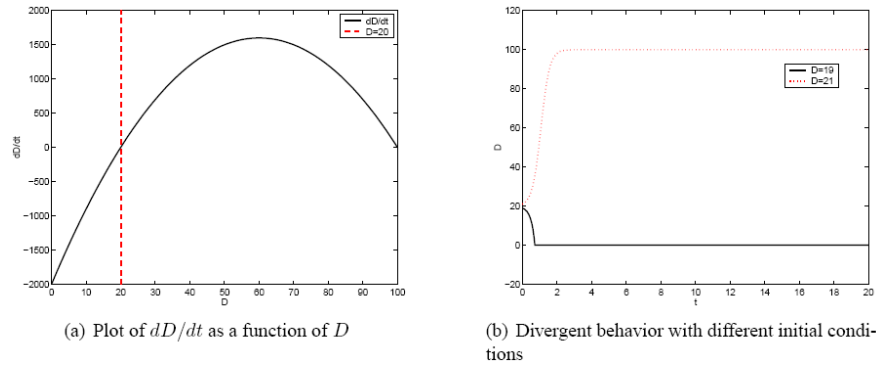 2000
1500
1000
500
0
−500
−1000
−1500
−2000
dD/dt
dD/dt
D=20
0 10 20 30 40 50 60 70 80 90 100
D
(a) Plot of dD/dt as a function of D
120
100
80
60
40
20
0
−20
D
D=19
D=21
0 2 4 6 8 10 12 14 16 18 20
t
(b) Divergent behavior with different initial condi-
tions